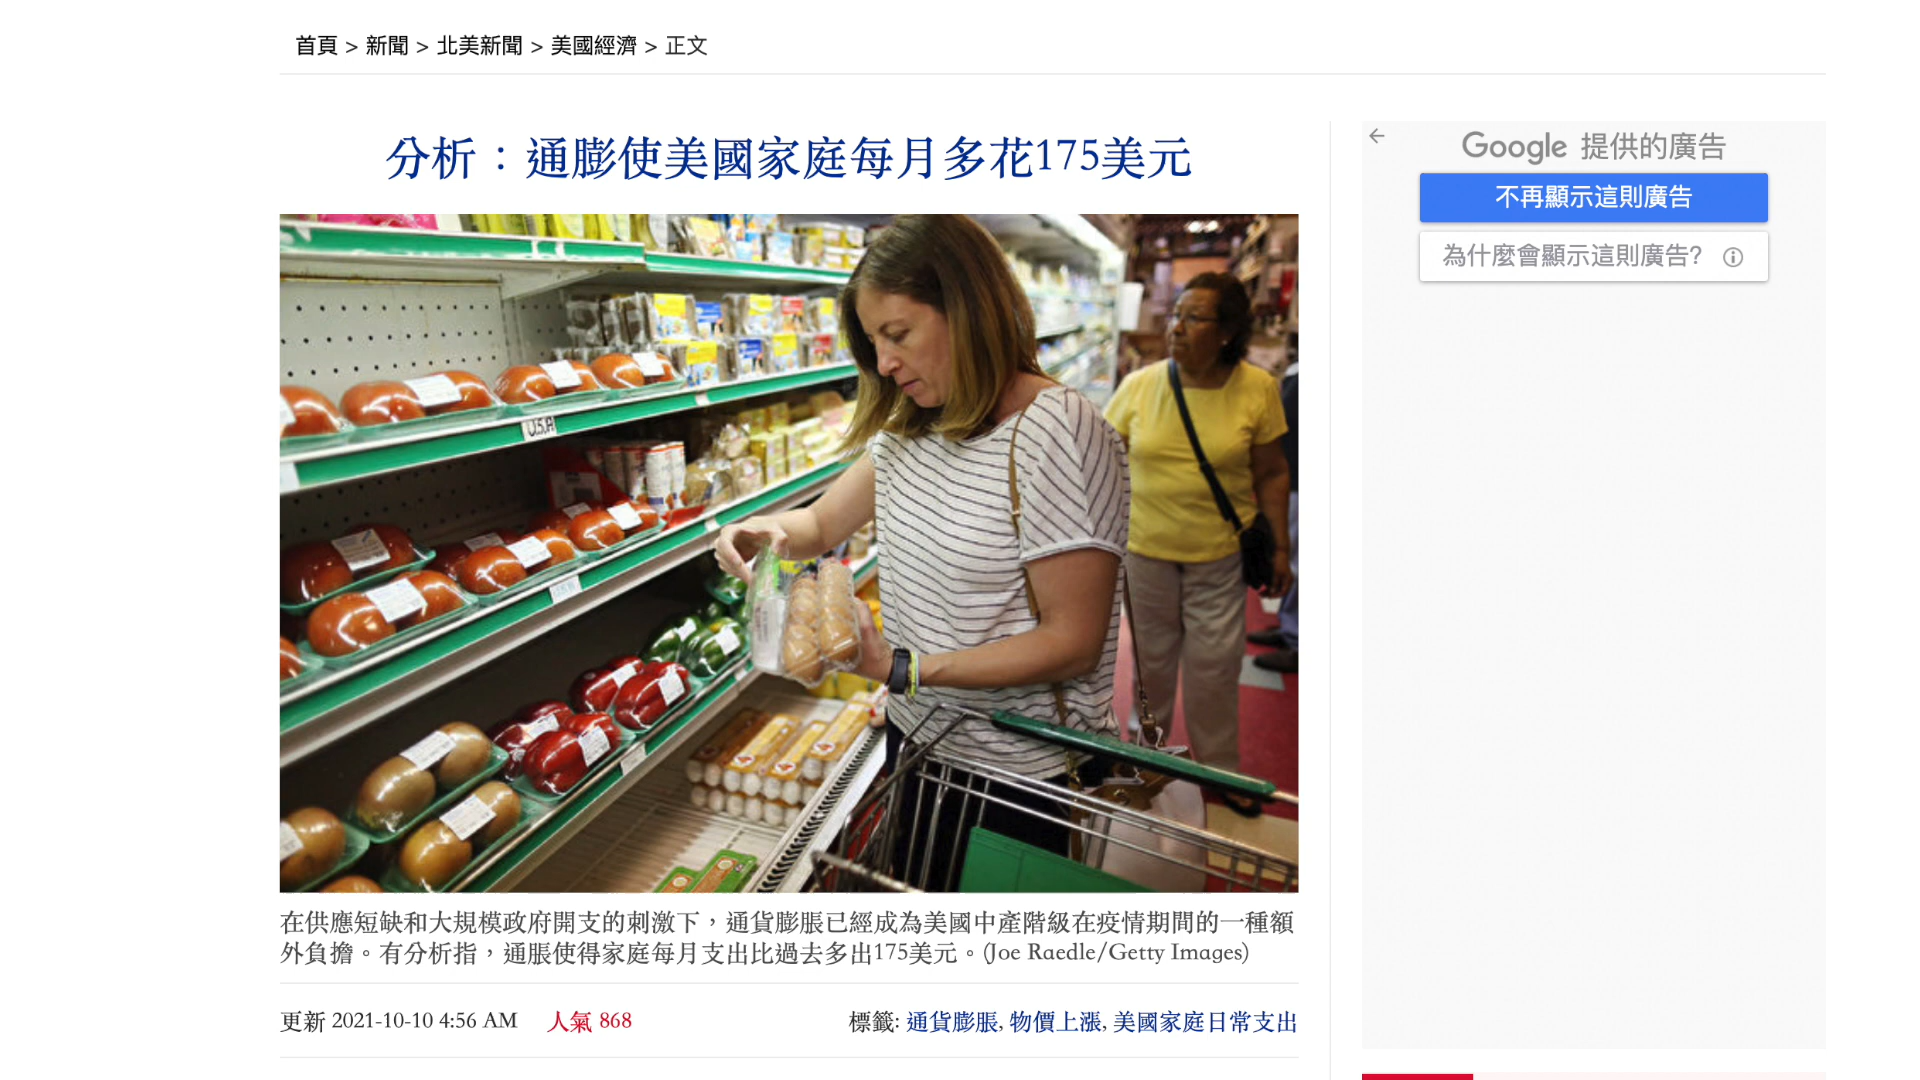 首頁 > 新聞 > 北美新聞 > 美國經濟 > 正文
分析：通膨使美國家庭每月多花175美元
U.S.A
在供應短缺和大規模政府開支的刺激下，通貨膨脹已經成為美國中產階級在疫情期間的一種額
外負擔。有分析指，通脹使得家庭每月支出比過去多出175美元。(Joe Raedle/Getty Images)
更新 2021-10-10 4:56 AM 人氣 868
標籤: 通貨膨脹, 物價上漲, 美國家庭日常支出
Google 提供的廣告
不再顯示這則廣告
為什麼會顯示這則廣告?